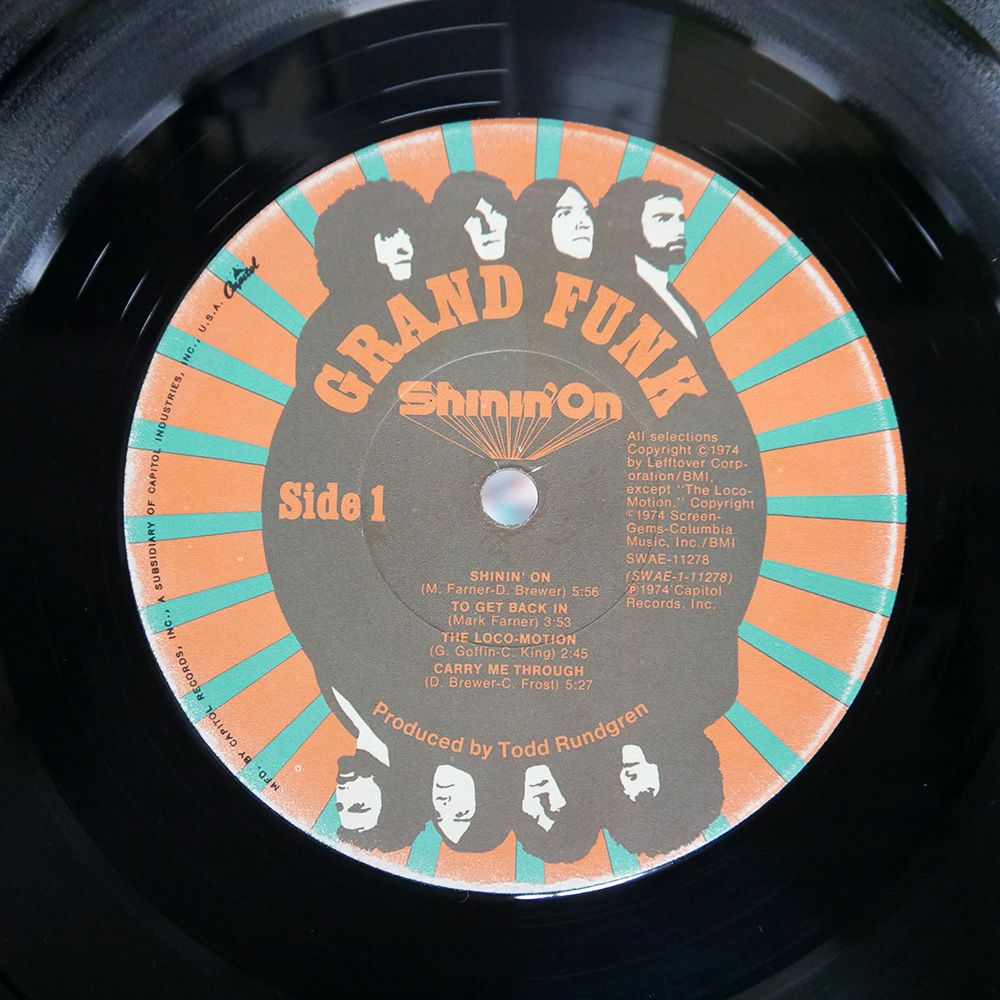 GRAND FUNK
Shinin' On
Side 1
All selections
Copyright ©1974
by Lefftover Corp-
oration/BMI,
except "The Loco-
Motion," Copyright
©1974 Screen-
Gems-Columbia
Music, Inc./BMI
SWAE-11278
(SWAE-1-11278)
℗1974 Capitol
Records, Inc.
SHININ' ON
(M. Farner-D. Brewer) 5:56
TO GET BACK IN
(Mark Farner) 3:53
THE LOCO-MOTION
(G. Goffin-C. King) 2:45
CARRY ME THROUGH
(D. Brewer-C. Frost) 5:27
Produced by Todd Rundgren
MFD. BY CAPITOL RECORDS, INC., A SUBSIDIARY OF CAPITOL INDUSTRIES, INC., U.S.A.
Capitol